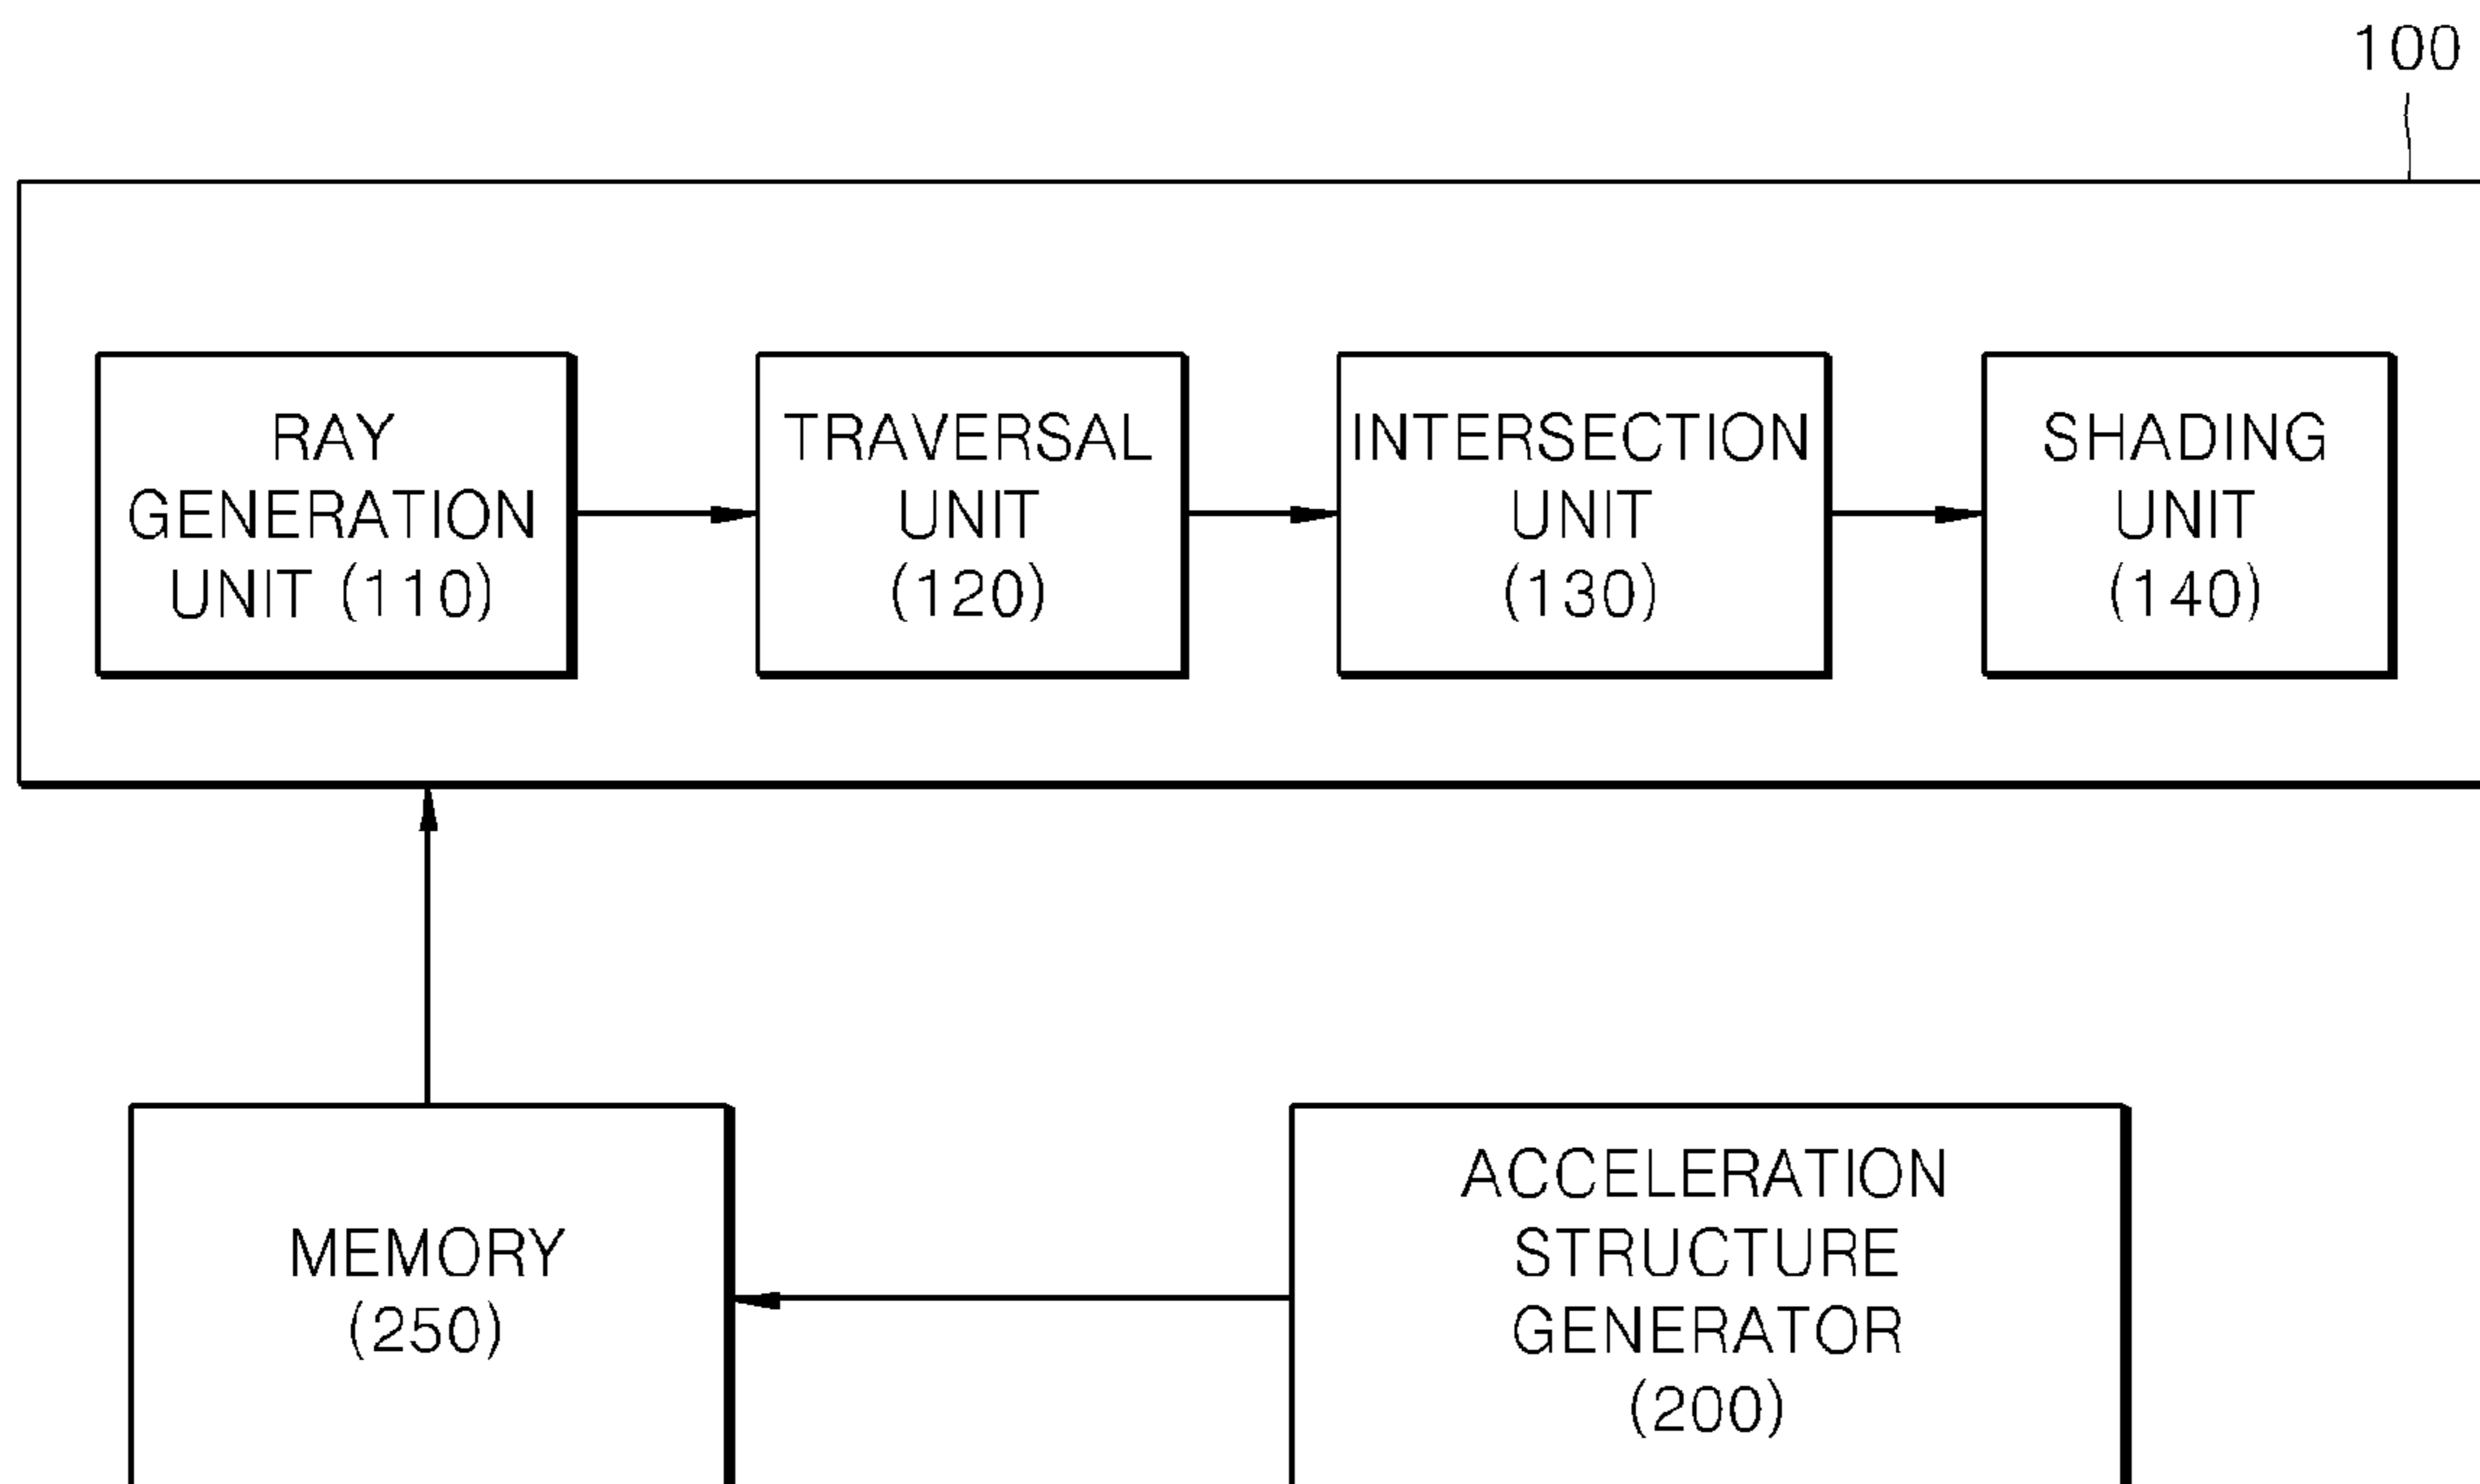 100
RAY
GENERATION
UNIT (110)
TRAVERSAL
UNIT
(120)
INTERSECTION
UNIT
(130)
SHADING
UNIT
(140)
MEMORY
(250)
ACCELERATION
STRUCTURE
GENERATOR
(200)